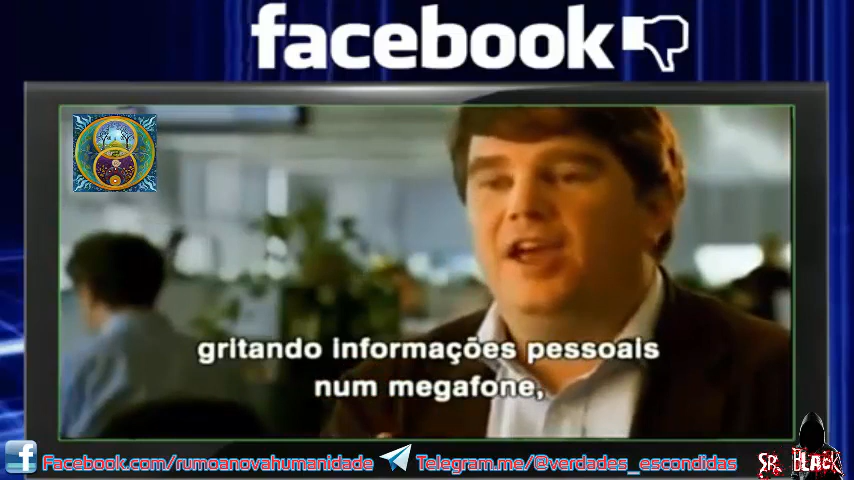 facebook
gritando informações pessoais
num megafone,
Facebook.com/rumoanovahumanidade
Telegram.me/@verdades_escondidas
SR. BLACK